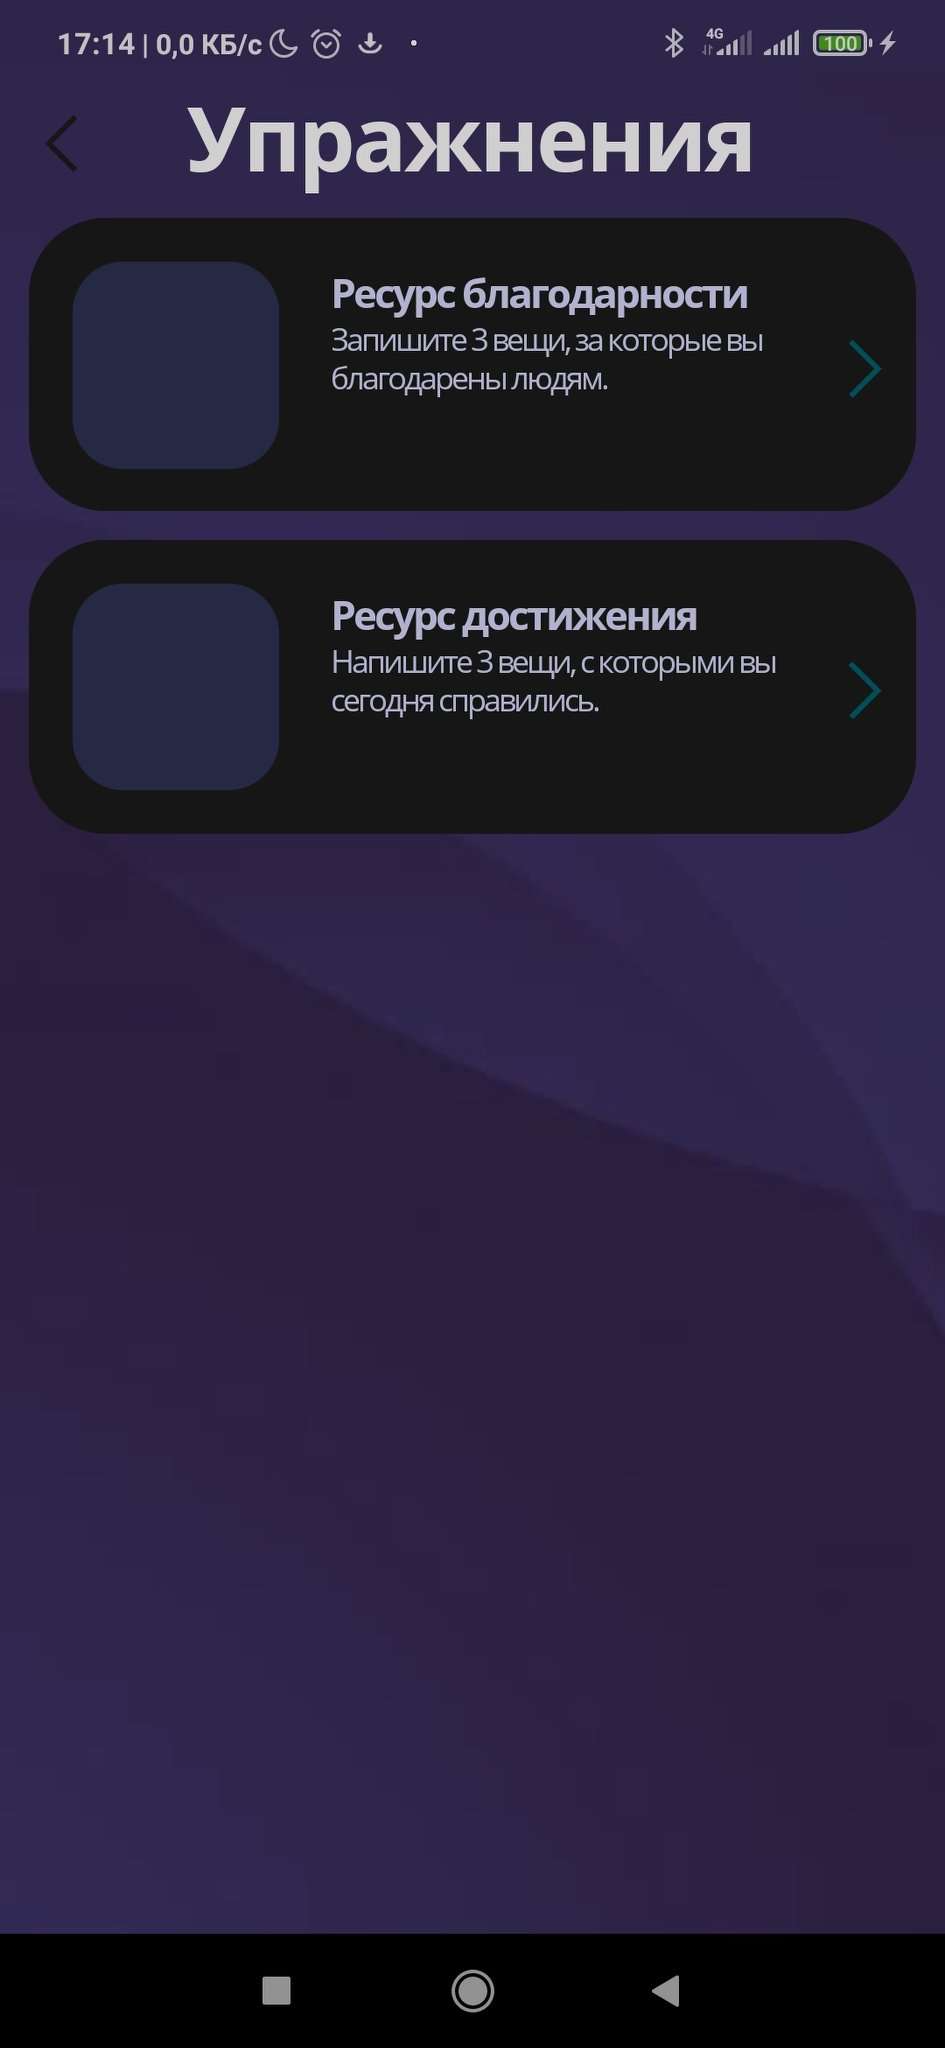 17:14 | 0,0 КБ/с
4G
100
Упражнения
Ресурс благодарности
Запишите 3 вещи, за которые вы
благодарены людям.
Ресурс достижения
Напишите 3 вещи, с которыми вы
сегодня справились.